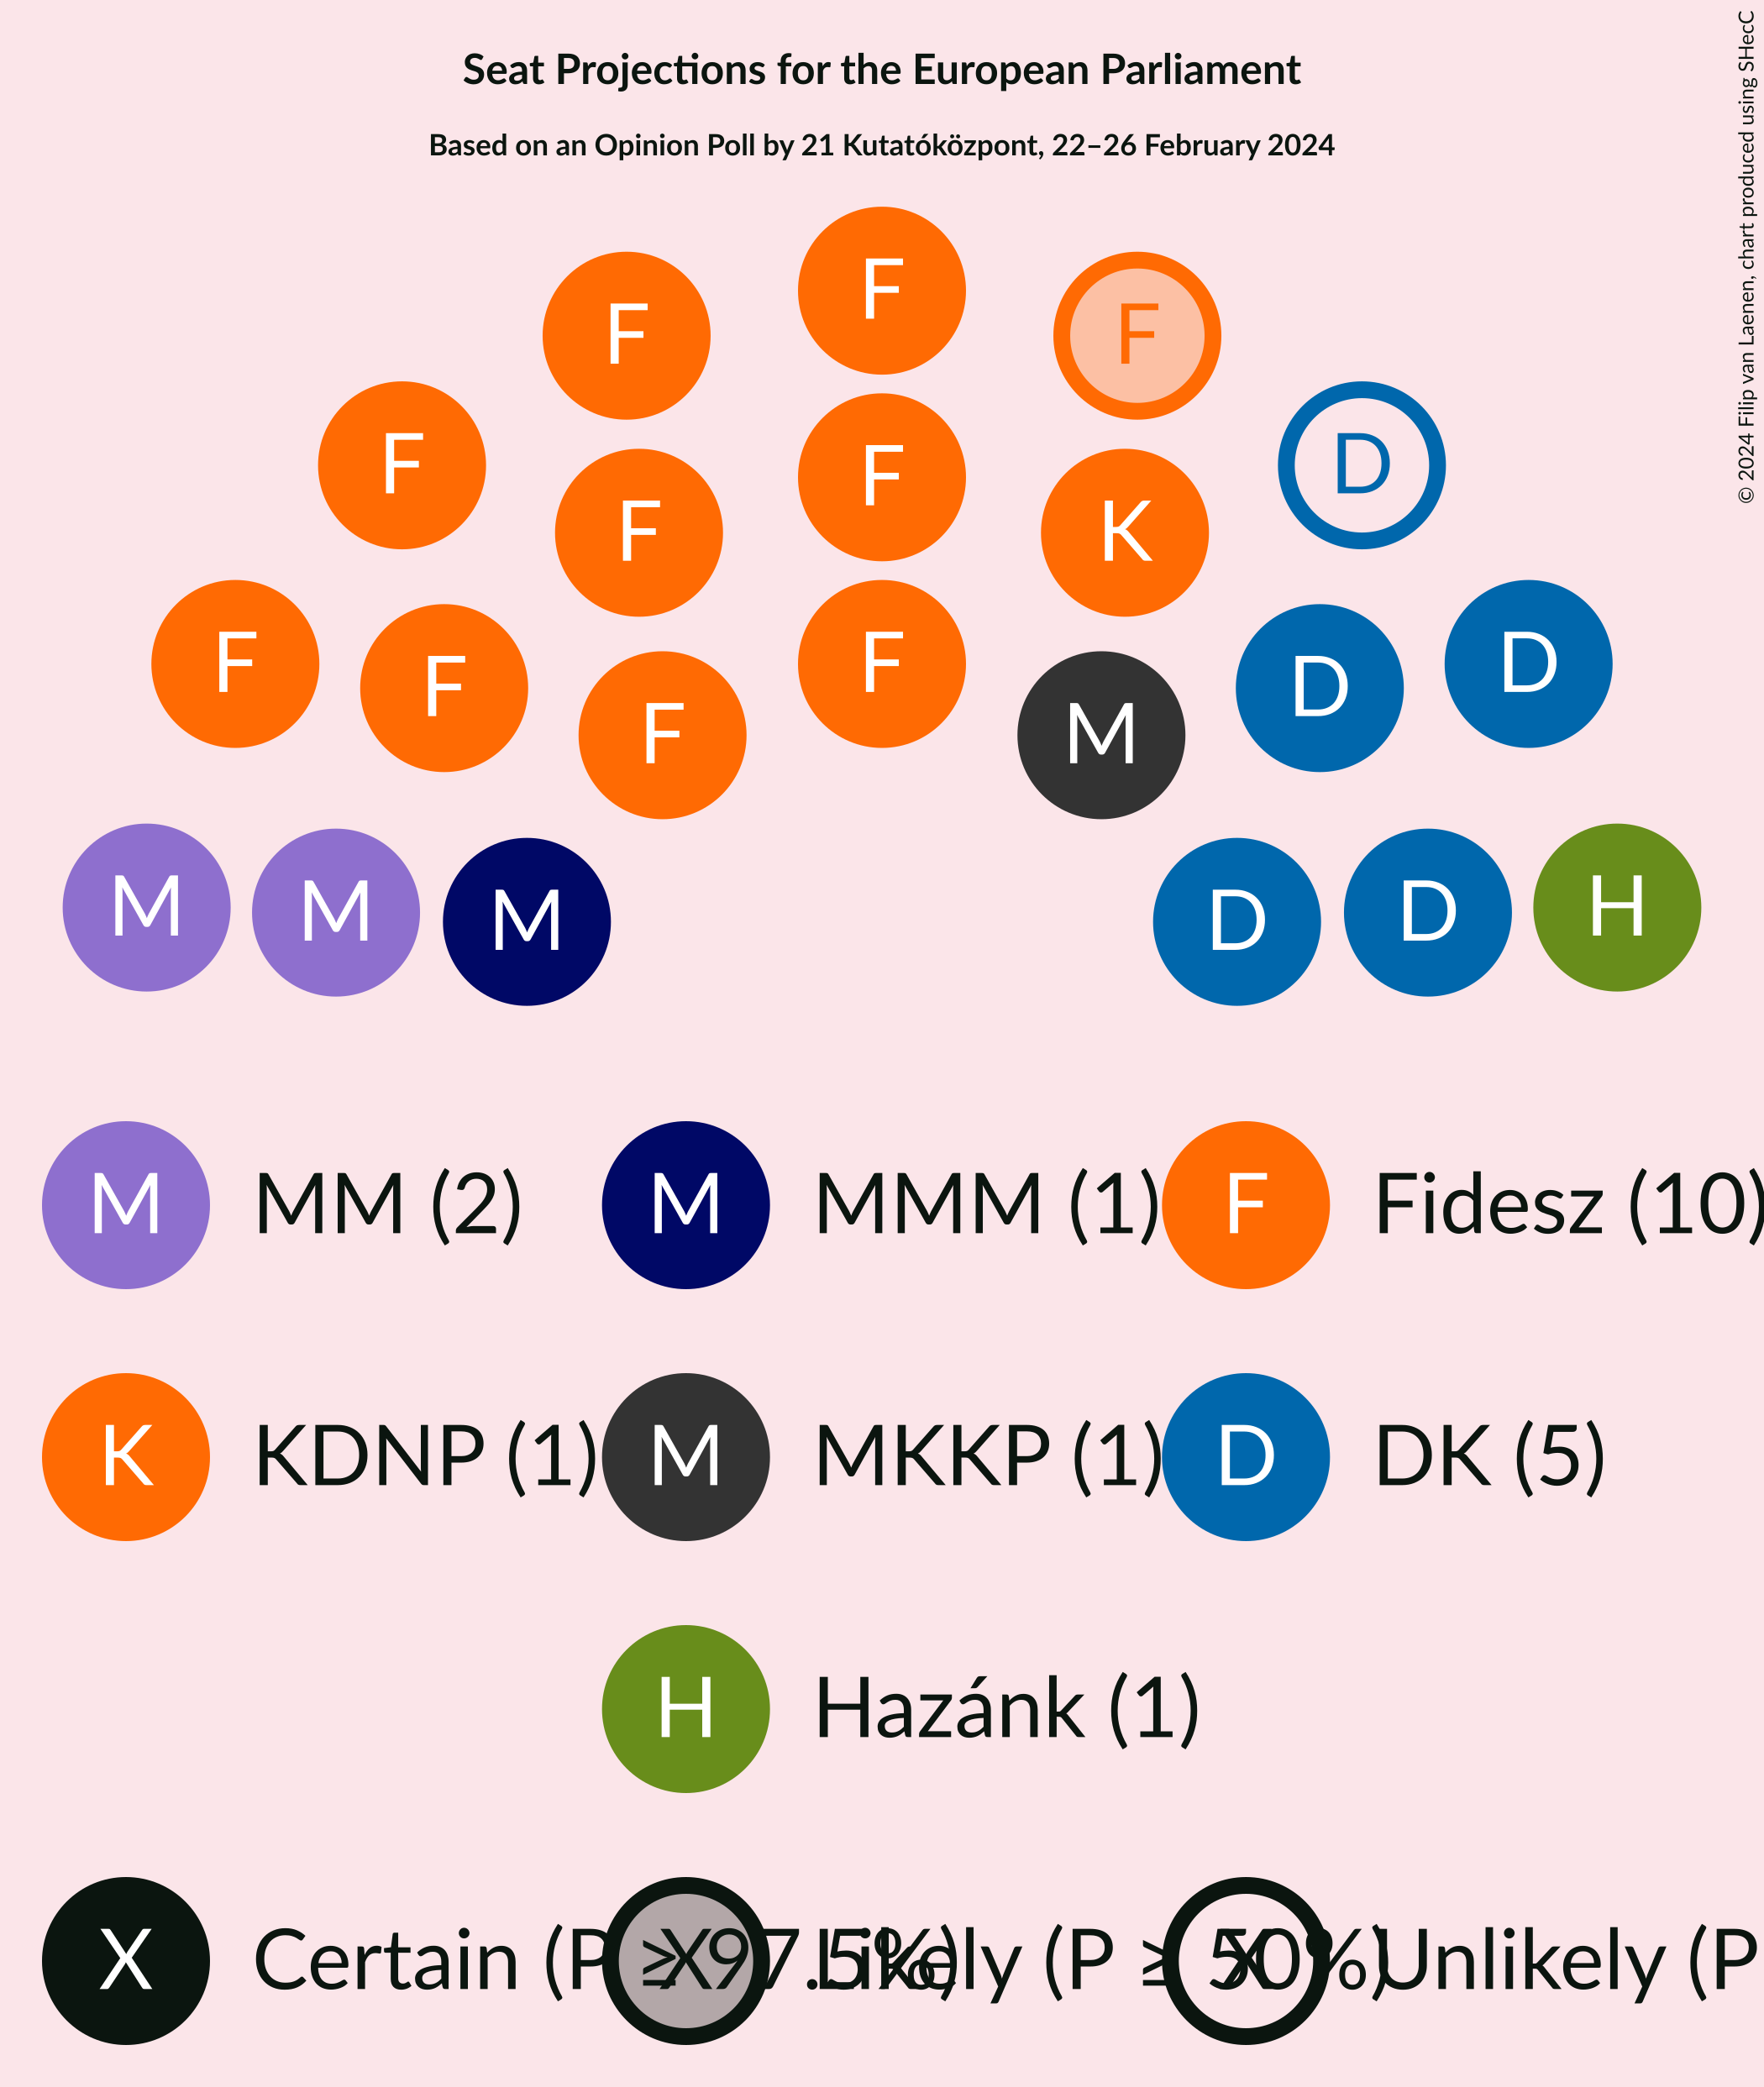 Seat Projections for the European Parliament
Based on an Opinion Poll by 21 Kutatóközpont, 22–26 February 2024
© 2024 Filip van Laenen, chart produced using SHecC
F
F F
F D
F
F K
F D
F F
F D
F M
M H
M D
M D
M MM (2) M MMM (1) F Fidesz (10)
K KDNP (1) M MKKP (1) D DK (5)
H Hazánk (1)
X Certain (P ≥ 97.5%) X Likely (P ≥ 50%) X Unlikely (P